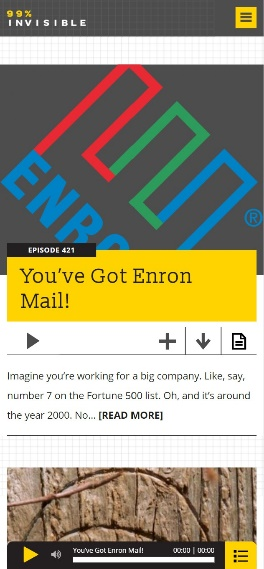 99%
INVISIBLE
ENRO
®
EPISODE 421
You've Got Enron
Mail!
Imagine you're working for a big company. Like, say,
number 7 on the Fortune 500 list. Oh, and it's around
the year 2000. No... [READ MORE]
You've Got Enron Mail! 00:00 | 00:00